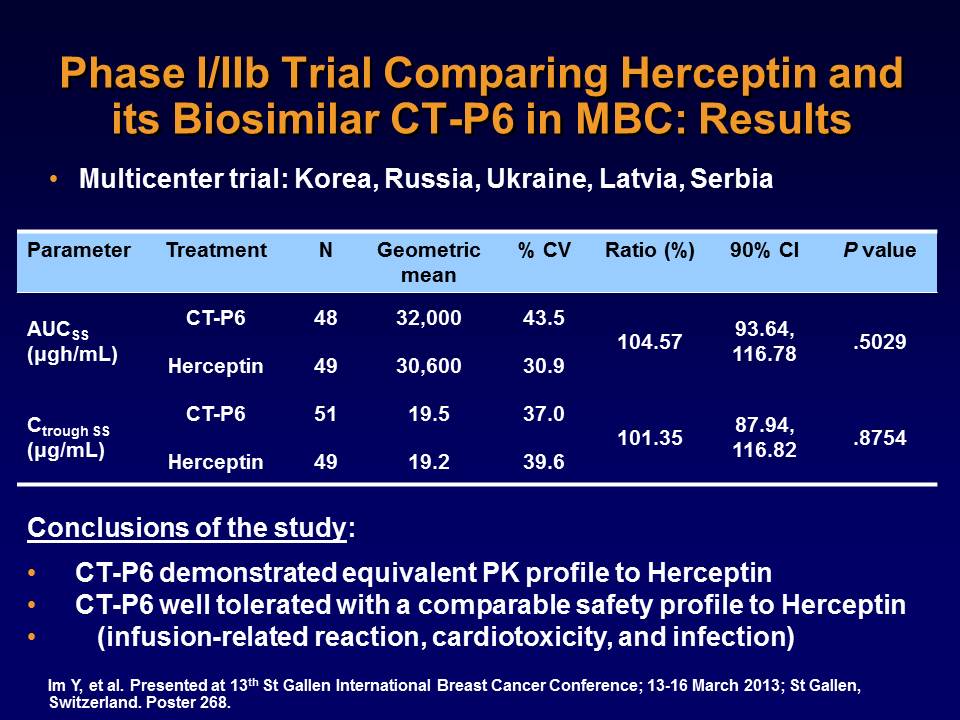 Phase I/IIb Trial Comparing Herceptin and
its Biosimilar CT-P6 in MBC: Results
• Multicenter trial: Korea, Russia, Ukraine, Latvia, Serbia
Parameter Treatment N Geometric mean % CV Ratio (%) 90% CI P value
AUCSS (µgh/mL) CT-P6 48 32,000 43.5 104.57 93.64, 116.78 .5029
Herceptin 49 30,600 30.9
Ctrough SS (µg/mL) CT-P6 51 19.5 37.0 101.35 87.94, 116.82 .8754
Herceptin 49 19.2 39.6
Conclusions of the study:
• CT-P6 demonstrated equivalent PK profile to Herceptin
• CT-P6 well tolerated with a comparable safety profile to Herceptin
• (infusion-related reaction, cardiotoxicity, and infection)
Im Y, et al. Presented at 13th St Gallen International Breast Cancer Conference; 13-16 March 2013; St Gallen,
Switzerland. Poster 268.